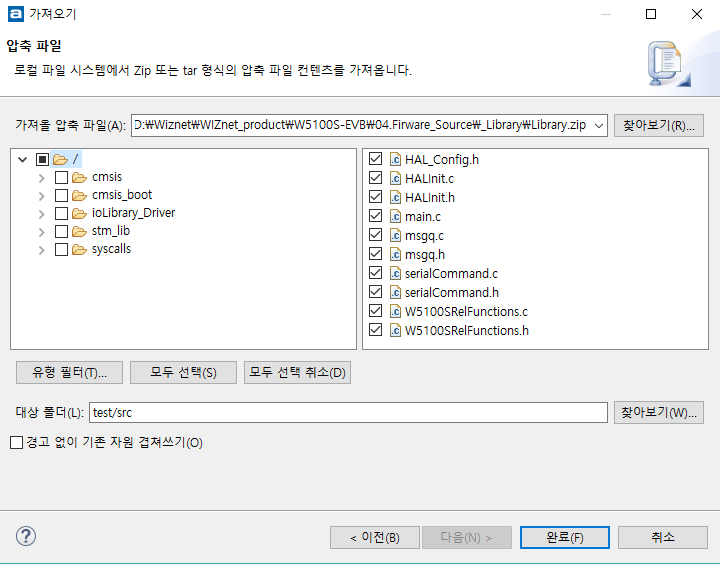 가져오기
압축 파일
로컬 파일 시스템에서 Zip 또는 tar 형식의 압축 파일 컨텐츠를 가져옵니다.
가져올 압축 파일(A): D:₩Wiznet₩WIZnet_product₩W5100S-EVB₩04.Firware_Source₩_Library₩Library.zip 찾아보기(R)...
/
cmsis
cmsis_boot
ioLibrary_Driver
stm_lib
syscalls
HAL_Config.h
HALInit.c
HALInit.h
main.c
msgq.c
msgq.h
serialCommand.c
serialCommand.h
W5100SRelFunctions.c
W5100SRelFunctions.h
유형 필터(T)... 모두 선택(S) 모두 선택 취소(D)
대상 폴더(L): test/src 찾아보기(W)...
경고 없이 기존 자원 겹쳐쓰기(O)
< 이전(B) 다음(N) > 완료(F) 취소